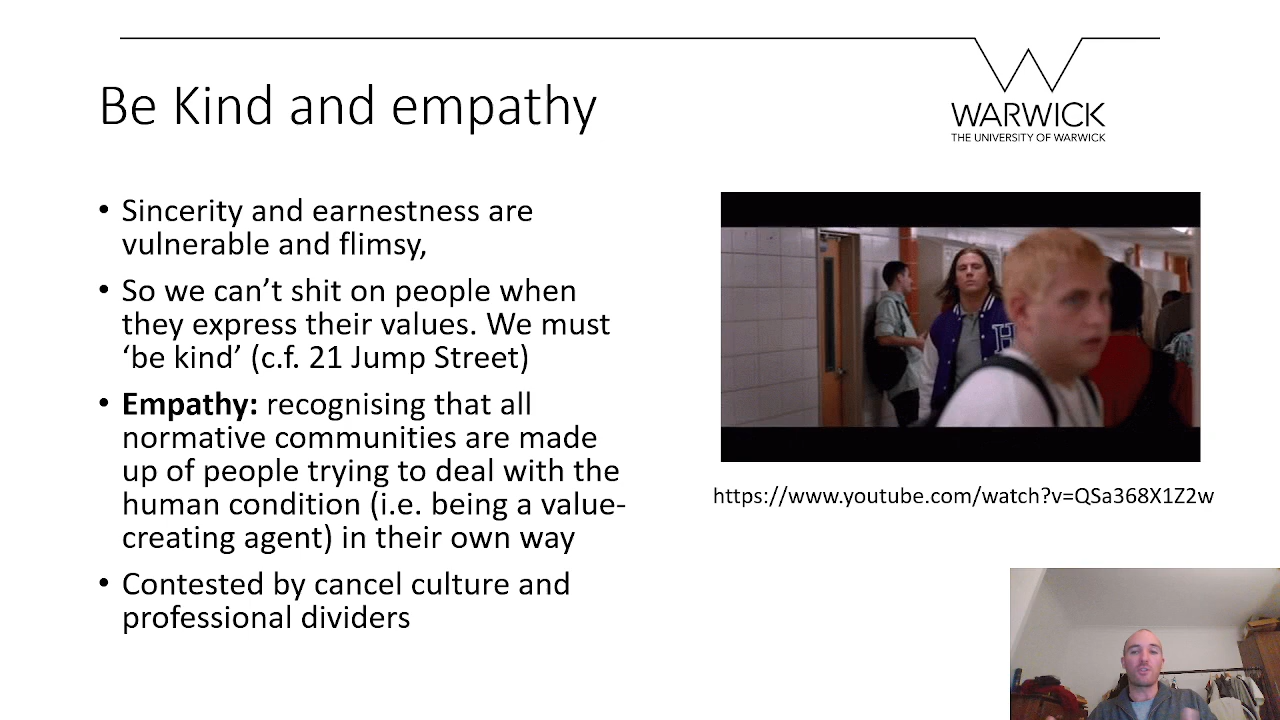 Be Kind and empathy
WARWICK
THE UNIVERSITY OF WARWICK
• Sincerity and earnestness are
vulnerable and flimsy,
• So we can’t shit on people when
they express their values. We must
‘be kind’ (c.f. 21 Jump Street)
• Empathy: recognising that all
normative communities are made
up of people trying to deal with the
human condition (i.e. being a value-
creating agent) in their own way
• Contested by cancel culture and
professional dividers
H
https://www.youtube.com/watch?v=QSa368X1Z2w